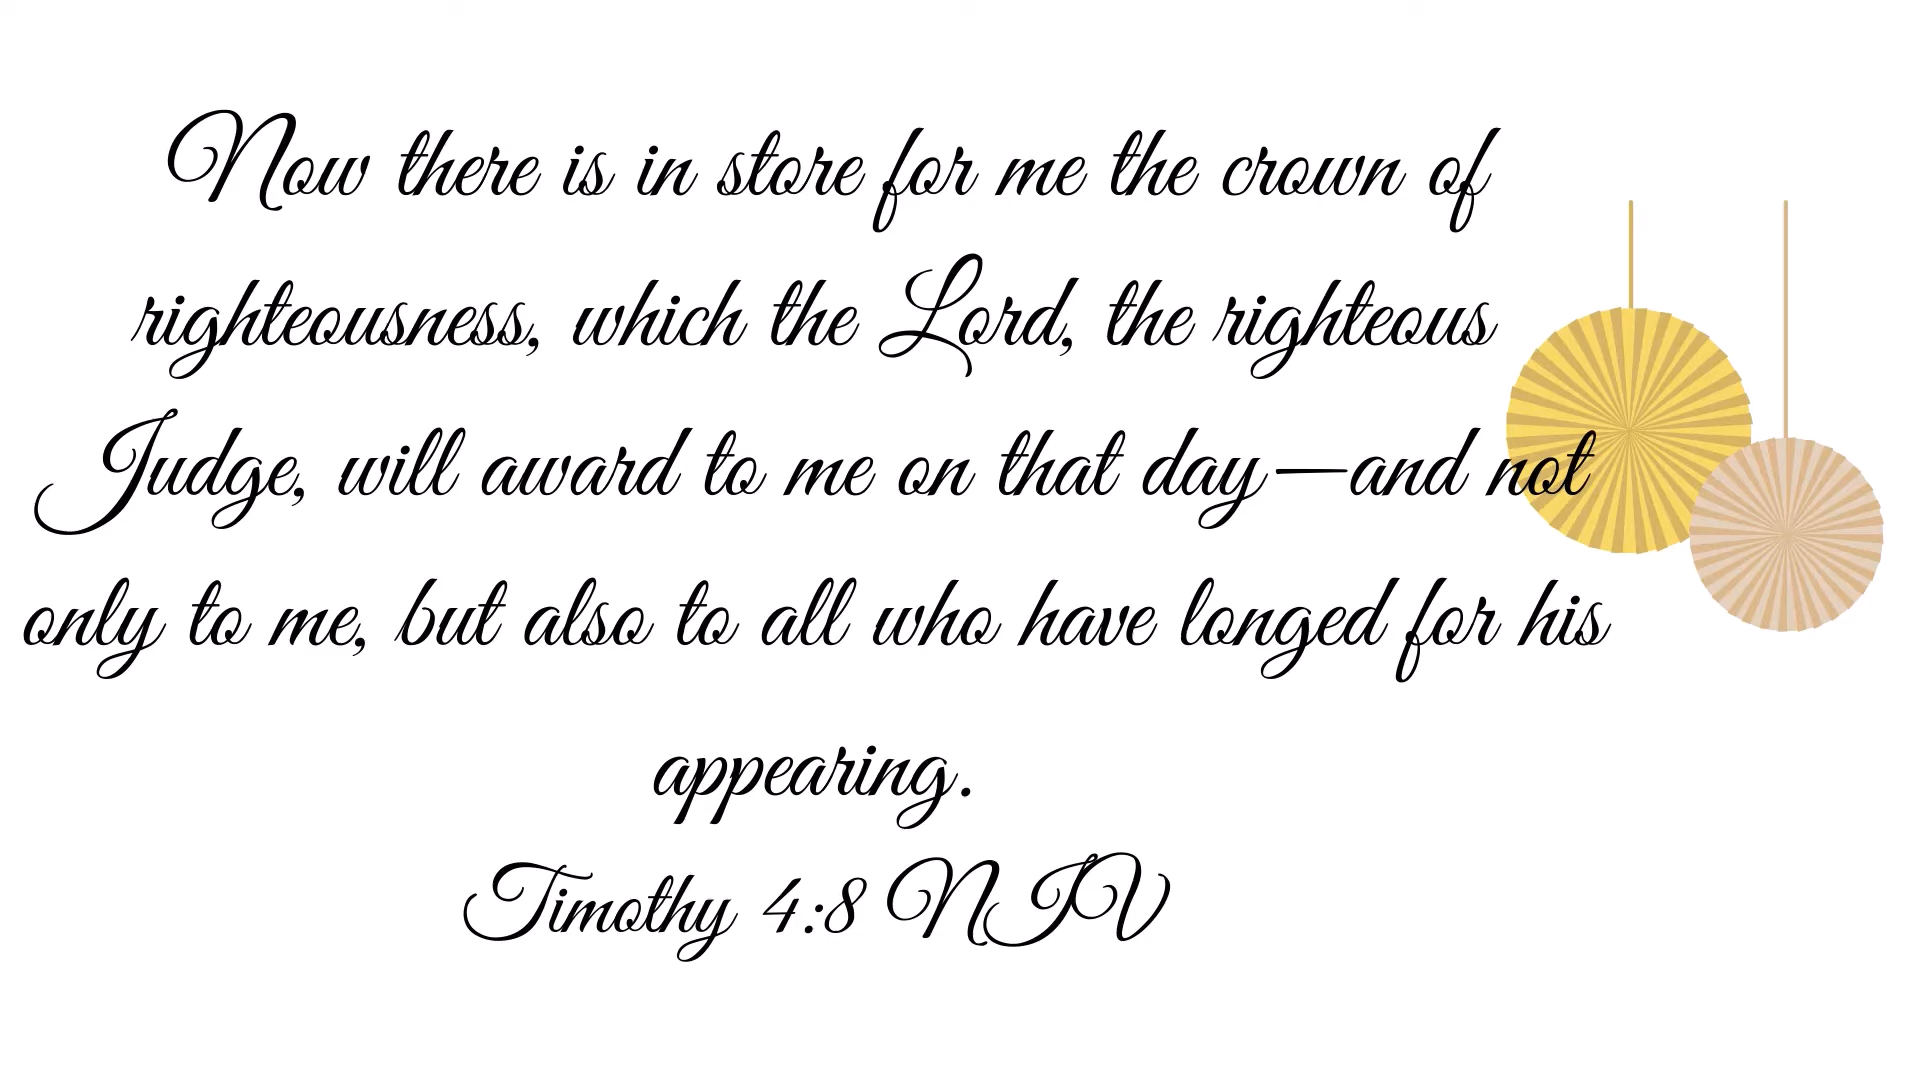 Now there is in store for me the crown of
righteousness, which the Lord, the righteous
Judge, will award to me on that day—and not
only to me, but also to all who have longed for his
appearing.
Timothy 4:8 NIV